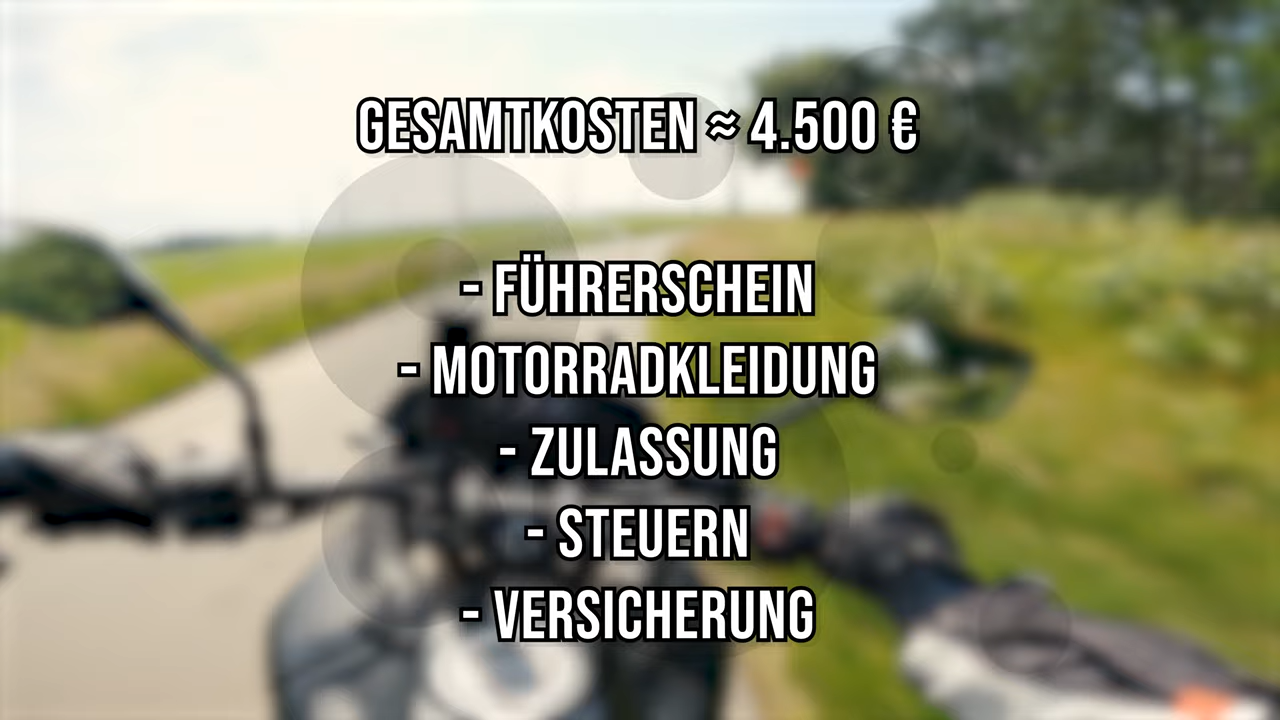 GESAMTKOSTEN ≈ 4.500 €
- FÜHRERSCHEIN
- MOTORRADKLEIDUNG
- ZULASSUNG
- STEUERN
- VERSICHERUNG